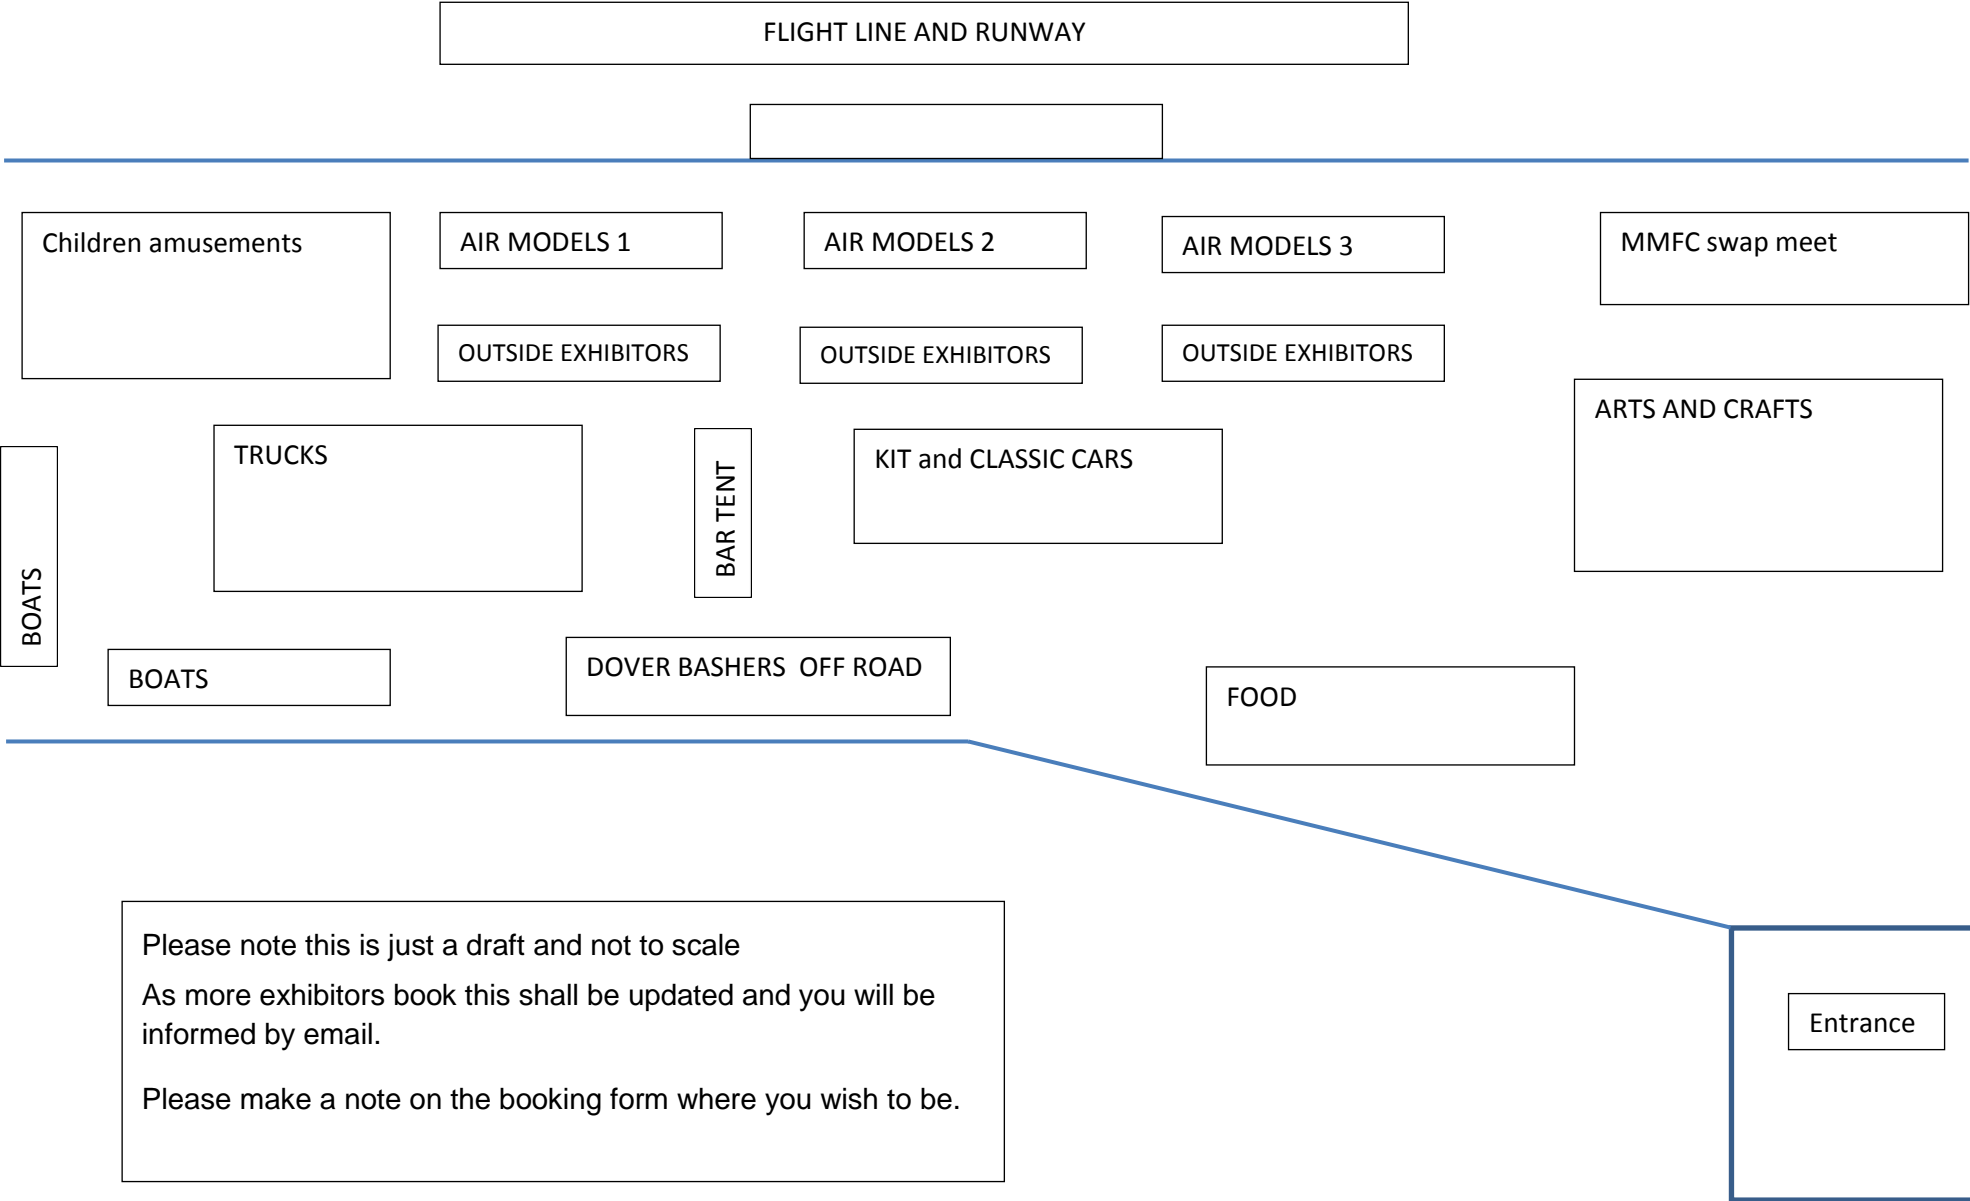 FLIGHT LINE AND RUNWAY
Children amusements
AIR MODELS 1
AIR MODELS 2
AIR MODELS 3
MMFC swap meet
OUTSIDE EXHIBITORS
OUTSIDE EXHIBITORS
OUTSIDE EXHIBITORS
ARTS AND CRAFTS
TRUCKS
BAR TENT
KIT and CLASSIC CARS
BOATS
BOATS
DOVER BASHERS  OFF ROAD
FOOD
Please note this is just a draft and not to scale
As more exhibitors book this shall be updated and you will be
informed by email.
Please make a note on the booking form where you wish to be.
Entrance